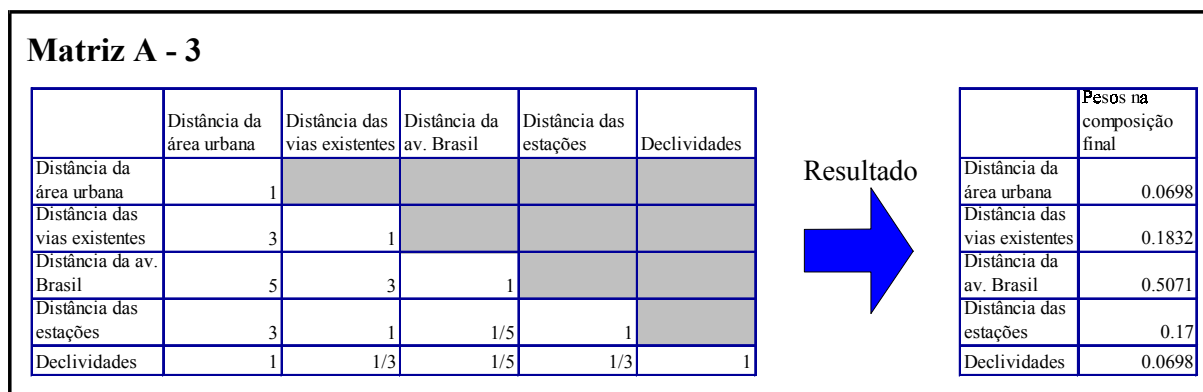 Matriz A - 3
Distância da área urbana Distância das vias existentes Distância da av. Brasil Distância das estações Declividades
Distância da área urbana 1
Distância das vias existentes 3 1
Distância da av. Brasil 5 3 1
Distância das estações 3 1 1/5 1
Declividades 1 1/3 1/5 1/3 1
Resultado
Pesos na composição final
Distância da área urbana 0.0698
Distância das vias existentes 0.1832
Distância da av. Brasil 0.5071
Distância das estações 0.17
Declividades 0.0698